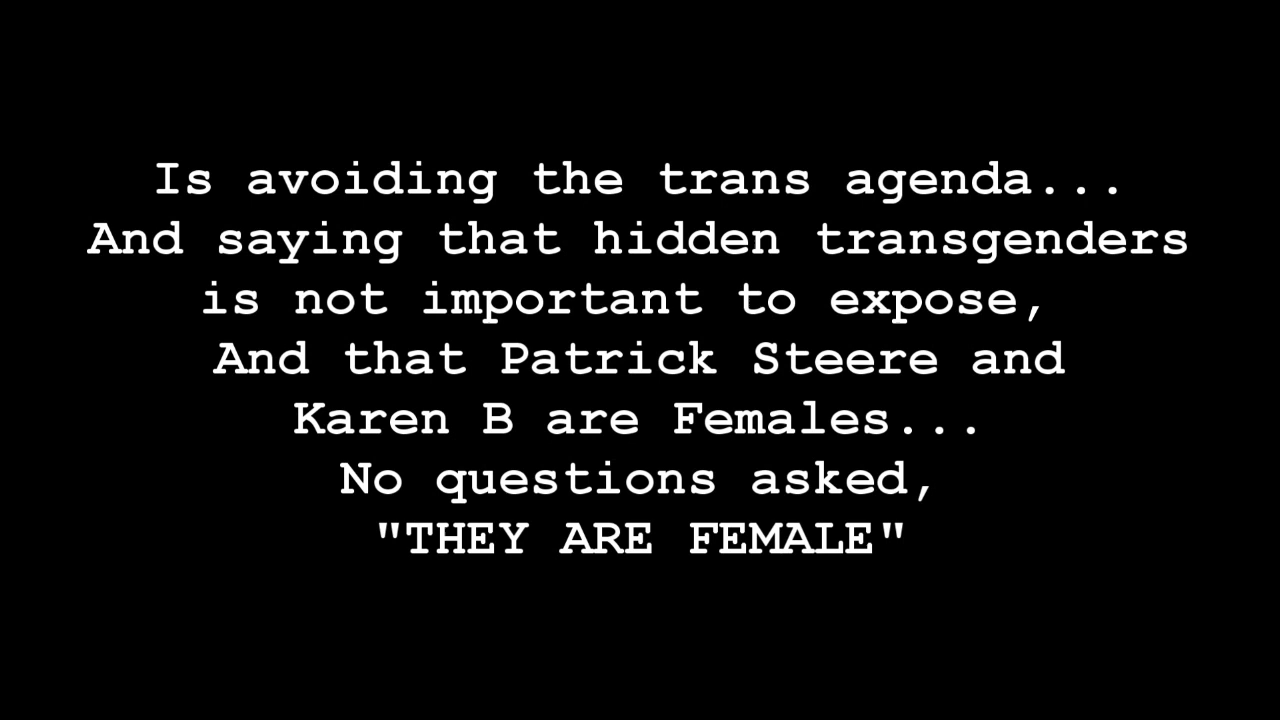 Is avoiding the trans agenda...
And saying that hidden transgenders
is not important to expose,
And that Patrick Steere and
Karen B are Females...
No questions asked,
"THEY ARE FEMALE"